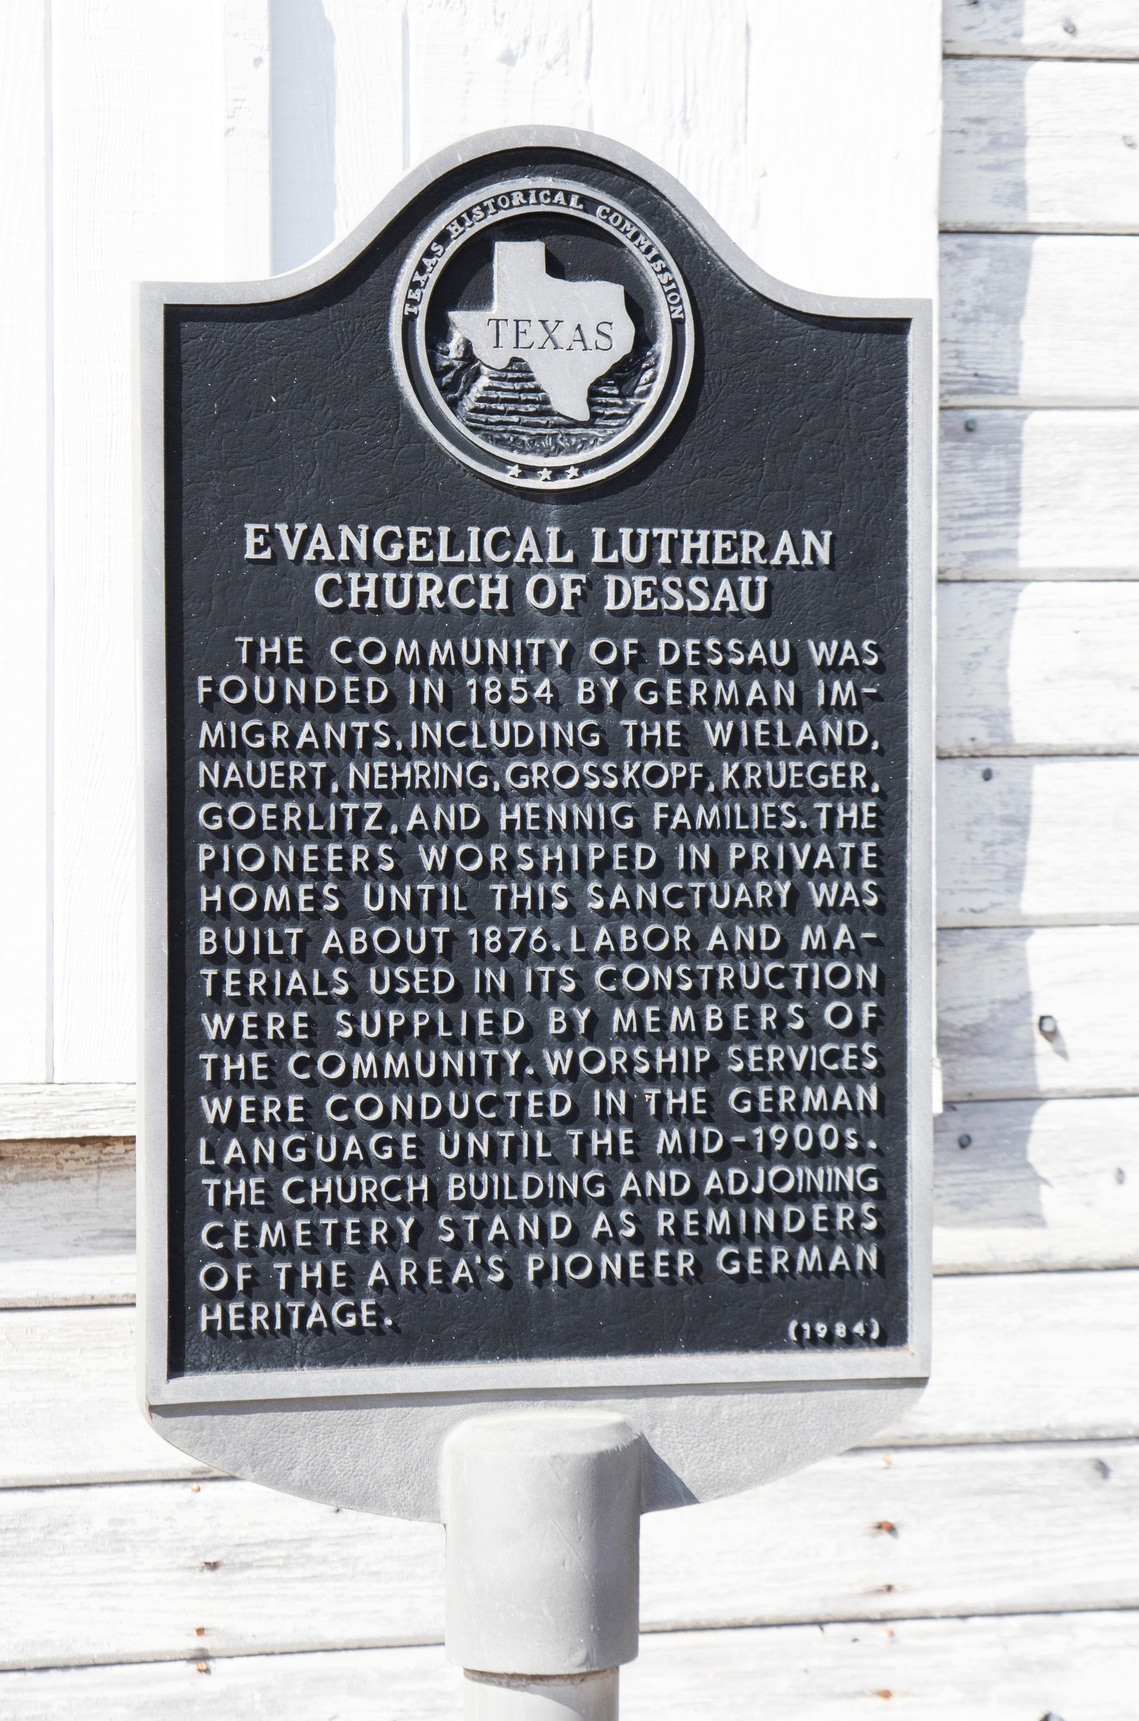 TEXAS HISTORICAL COMMISSION
TEXAS
EVANGELICAL LUTHERAN
CHURCH OF DESSAU
THE COMMUNITY OF DESSAU WAS
FOUNDED IN 1854 BY GERMAN IM-
MIGRANTS, INCLUDING THE WIELAND,
NAUERT, NEHRING, GROSSKOPF, KRUEGER,
GOERLITZ, AND HENNIG FAMILIES. THE
PIONEERS WORSHIPED IN PRIVATE
HOMES UNTIL THIS SANCTUARY WAS
BUILT ABOUT 1876. LABOR AND MA-
TERIALS USED IN ITS CONSTRUCTION
WERE SUPPLIED BY MEMBERS OF
THE COMMUNITY. WORSHIP SERVICES
WERE CONDUCTED IN THE GERMAN
LANGUAGE UNTIL THE MID-1900s.
THE CHURCH BUILDING AND ADJOINING
CEMETERY STAND AS REMINDERS
OF THE AREA'S PIONEER GERMAN
HERITAGE.
(1984)